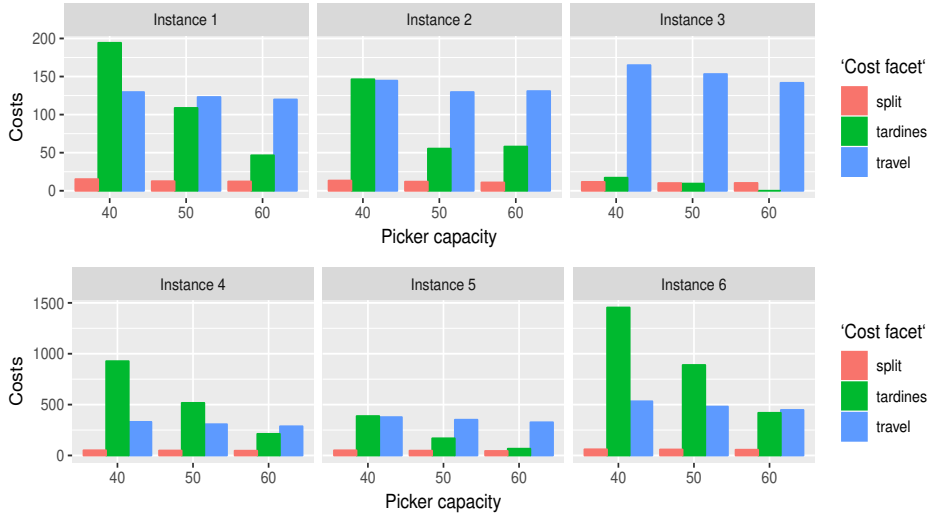 Instance 1
Instance 2
Instance 3
200
150
100
50
0
Costs
40
50
60
40
50
60
40
50
60
Picker capacity
‘Cost facet‘
split
tardines
travel
Instance 4
Instance 5
Instance 6
1500
1000
500
0
Costs
40
50
60
40
50
60
40
50
60
Picker capacity
‘Cost facet‘
split
tardines
travel